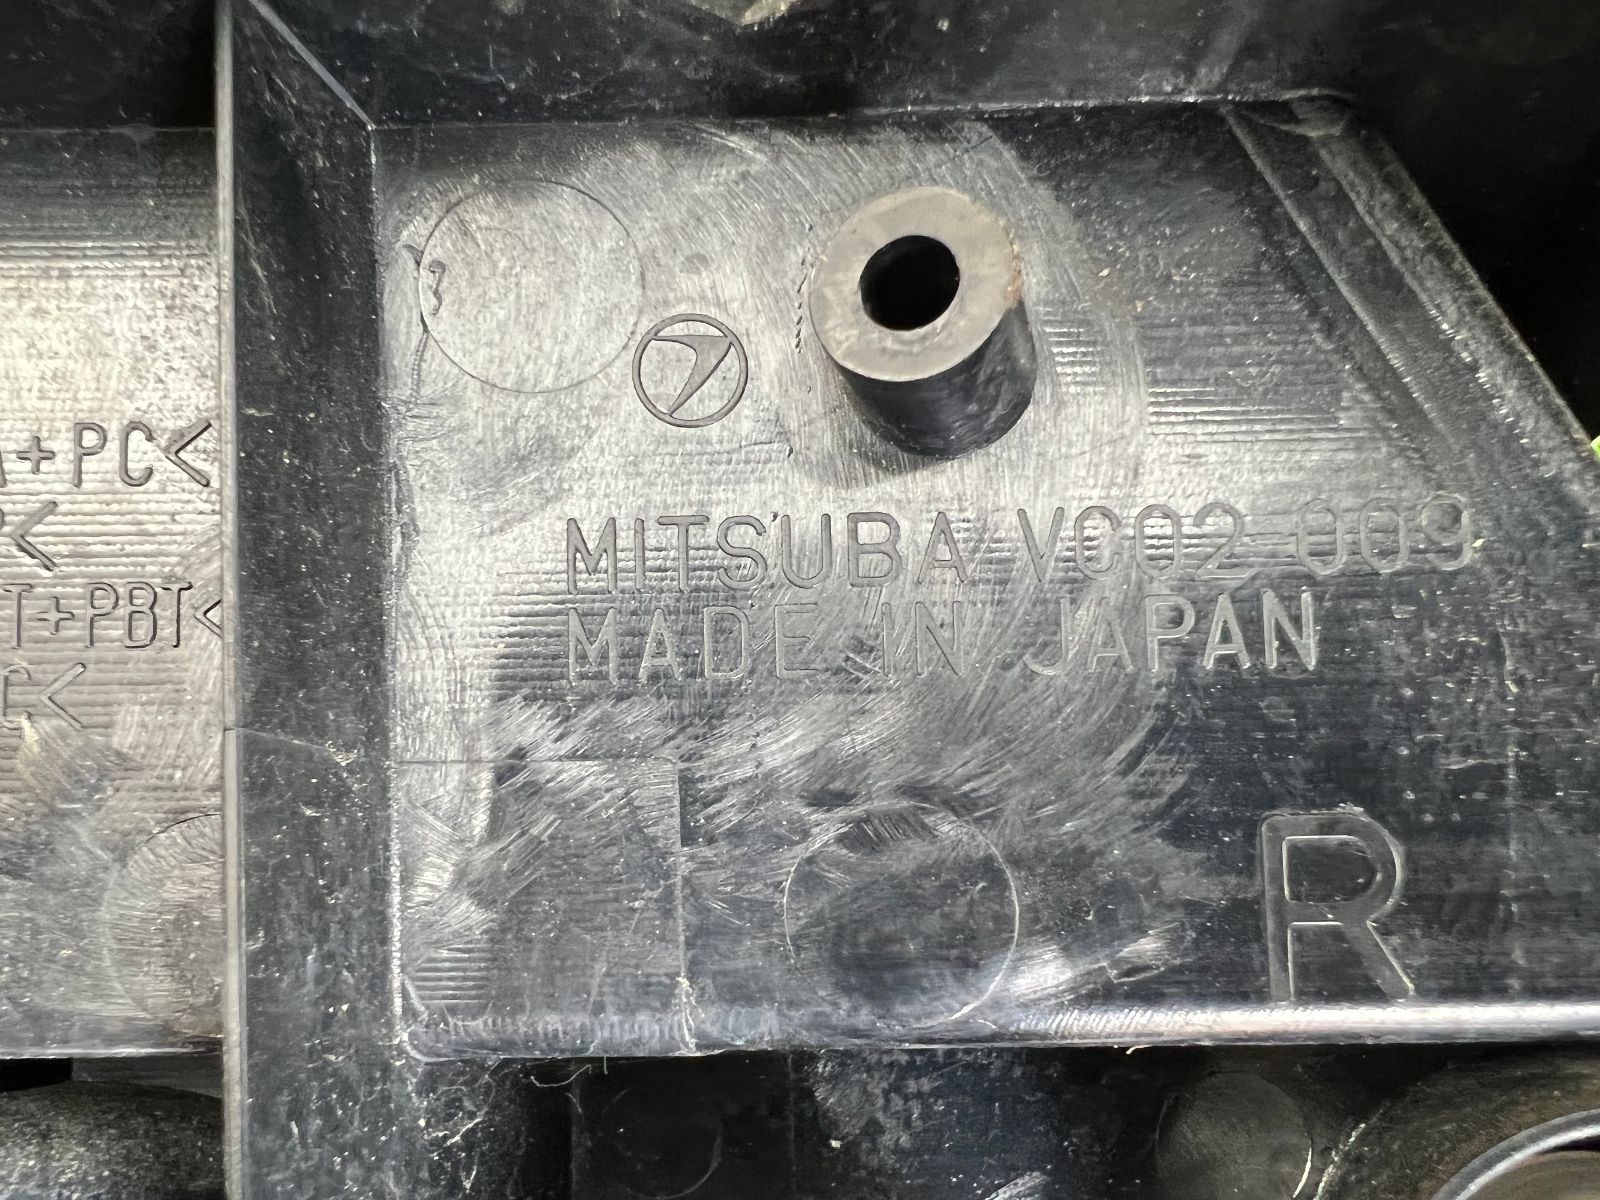 +PC<
<
T+PBT<
C<
MITSUBA VC02-009
MADE IN JAPAN
R